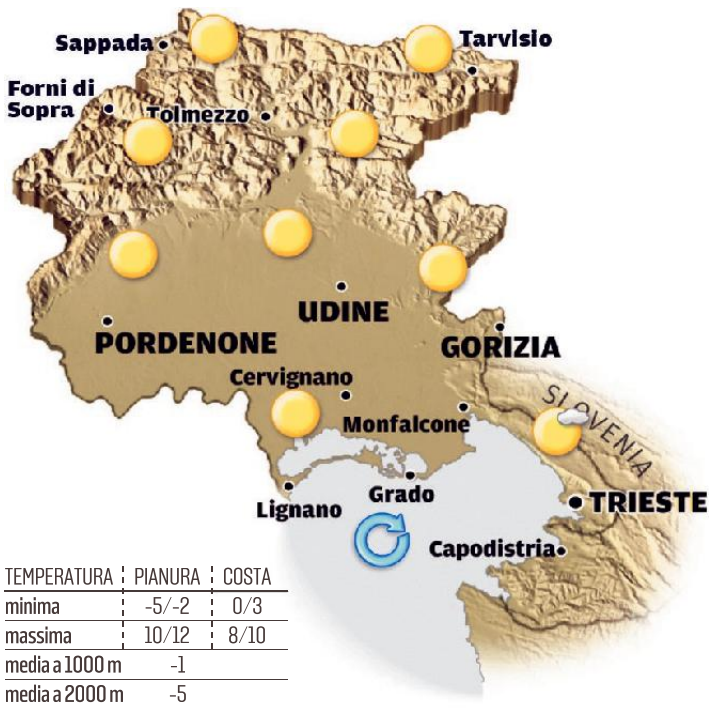 Sappada
Tarvisio
Forni di
Sopra
Tolmezzo
UDINE
PORDENONE
GORIZIA
Cervignano
SLOVENIA
Monfalcone
Grado
Lignano
TRIESTE
Capodistria
TEMPERATURA PIANURA COSTA
minima -5/-2 0/3
massima 10/12 8/10
media a 1000 m -1
media a 2000 m -5